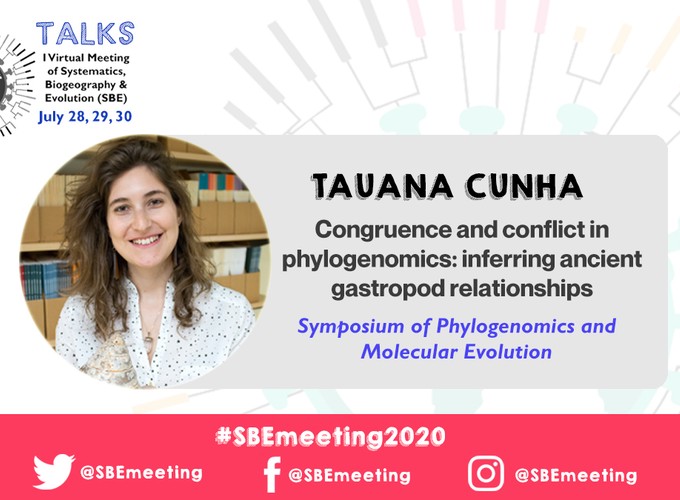 TALKS
I Virtual Meeting
of Systematics,
Biogeography &
Evolution (SBE)
July 28, 29, 30
TAUANA CUNHA
Congruence and conflict in
phylogenomics: inferring ancient
gastropod relationships
Symposium of Phylogenomics and
Molecular Evolution
#SBEmeeting2020
@SBEmeeting @SBEmeeting @SBEmeeting